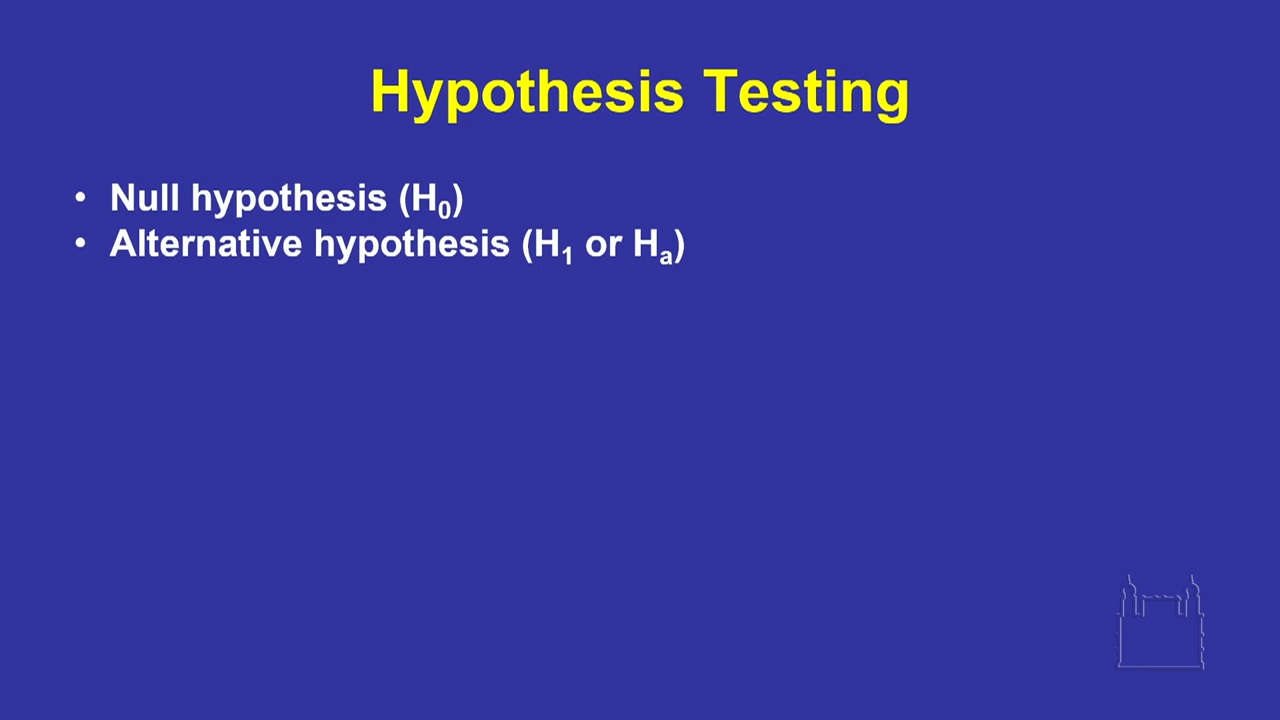 Hypothesis Testing
• Null hypothesis (H₀)
• Alternative hypothesis (H₁ or Hₐ)